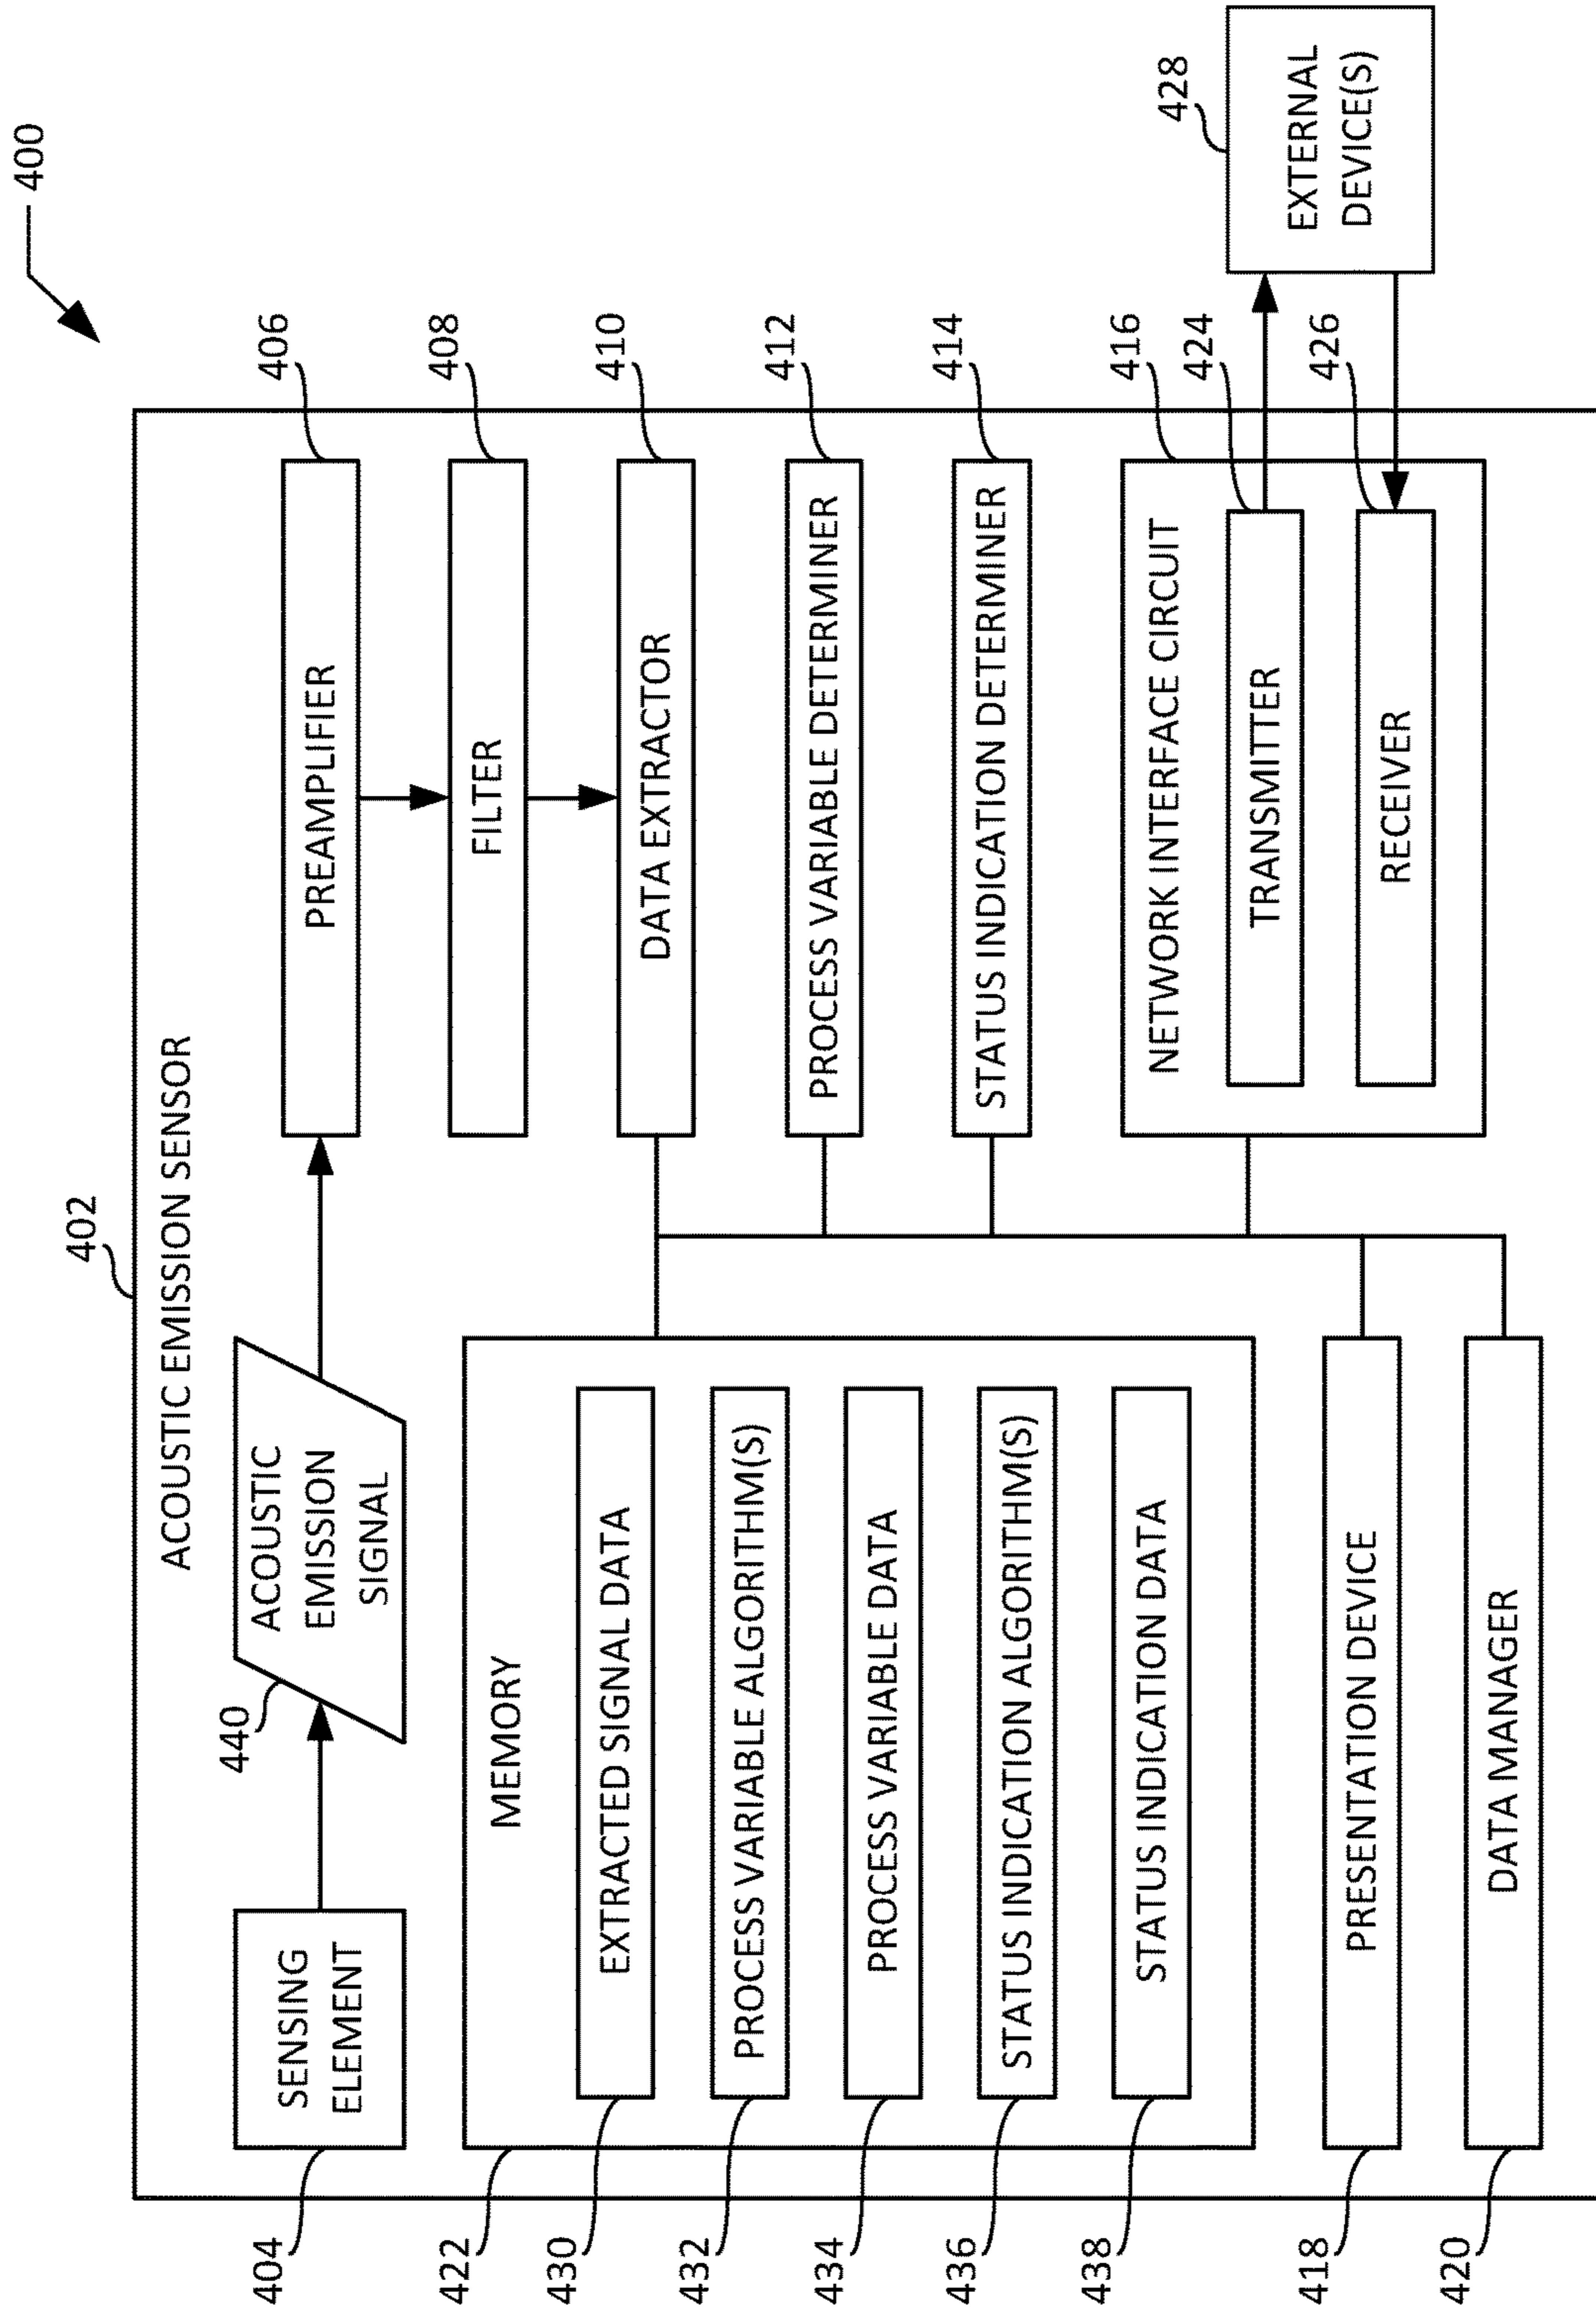 400
402
ACOUSTIC EMISSION SENSOR
404
SENSING
ELEMENT
440
ACOUSTIC
EMISSION
SIGNAL
PREAMPLIFIER
406
FILTER
408
DATA EXTRACTOR
410
PROCESS VARIABLE DETERMINER
412
STATUS INDICATION DETERMINER
414
NETWORK INTERFACE CIRCUIT
416
TRANSMITTER
424
RECEIVER
426
428
EXTERNAL
DEVICE(S)
422
MEMORY
430
EXTRACTED SIGNAL DATA
432
PROCESS VARIABLE ALGORITHM(S)
434
PROCESS VARIABLE DATA
436
STATUS INDICATION ALGORITHM(S)
438
STATUS INDICATION DATA
418
PRESENTATION DEVICE
420
DATA MANAGER